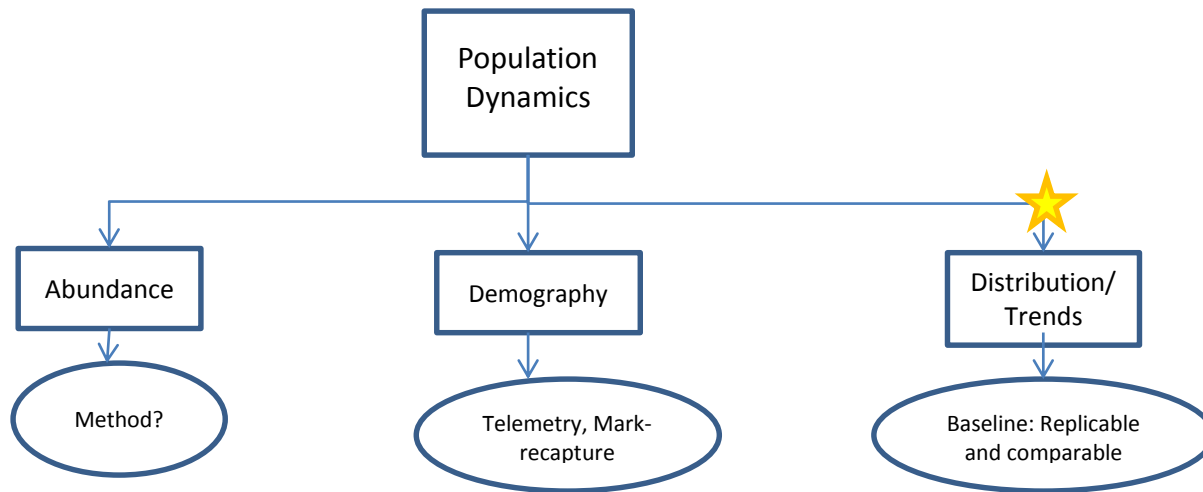 Population
Dynamics
Abundance
Demography
Distribution/
Trends
Method?
Telemetry, Mark-
recapture
Baseline: Replicable
and comparable